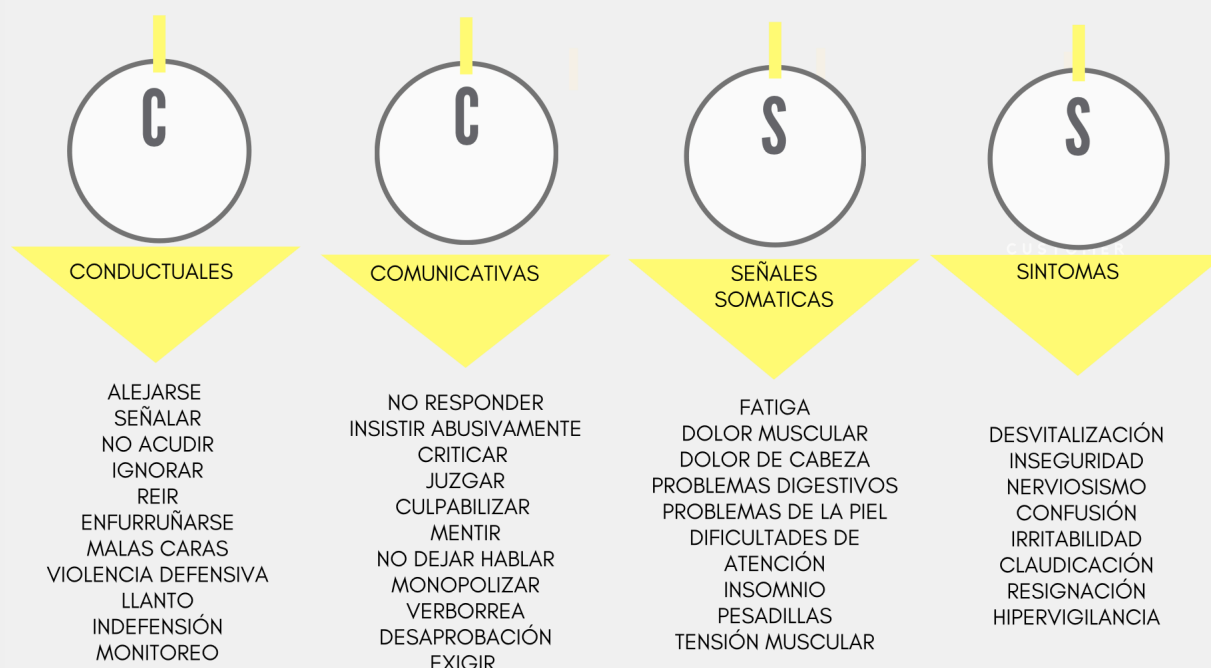 C
CONDUCTUALES
ALEJARSE
SEÑALAR
NO ACUDIR
IGNORAR
REIR
ENFURRUÑARSE
MALAS CARAS
VIOLENCIA DEFENSIVA
LLANTO
INDEFENSIÓN
MONITOREO
C
COMUNICATIVAS
NO RESPONDER
INSISTIR ABUSIVAMENTE
CRITICAR
JUZGAR
CULPABILIZAR
MENTIR
NO DEJAR HABLAR
MONOPOLIZAR
VERBORREA
DESAPROBACIÓN
EXIGIR
S
SEÑALES
SOMATICAS
FATIGA
DOLOR MUSCULAR
DOLOR DE CABEZA
PROBLEMAS DIGESTIVOS
PROBLEMAS DE LA PIEL
DIFICULTADES DE
ATENCIÓN
INSOMNIO
PESADILLAS
TENSIÓN MUSCULAR
S
CUSTOMER
SINTOMAS
DESVITALIZACIÓN
INSEGURIDAD
NERVIOSISMO
CONFUSIÓN
IRRITABILIDAD
CLAUDICACIÓN
RESIGNACIÓN
HIPERVIGILANCIA